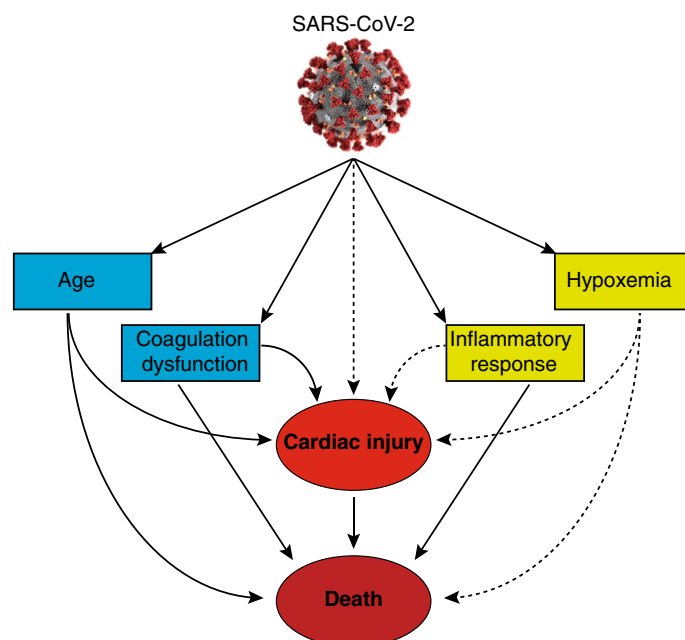 SARS-CoV-2
Age
Hypoxemia
Coagulation
dysfunction
Inflammatory
response
Cardiac injury
Death